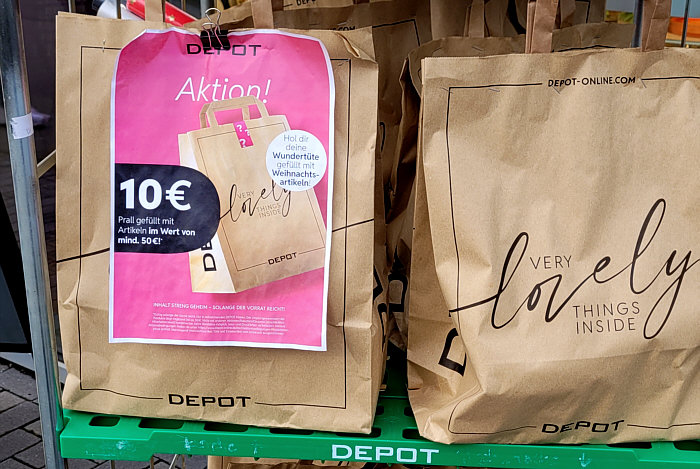 DEPOT
Aktion!
Hol dir
deine
Wundertüte
gefüllt mit
Weihnachts-
artikeln!
10 €
Prall gefüllt mit
Artikeln im Wert von
mind. 50 €!*
VERY
lovely
THINGS
INSIDE
DEPOT
INHALT STRENG GEHEIM – SOLANGE DER VORRAT REICHT!
DEPOT
DEPOT-ONLINE.COM
VERY
lovely
THINGS
INSIDE
DEPOT
DEPOT